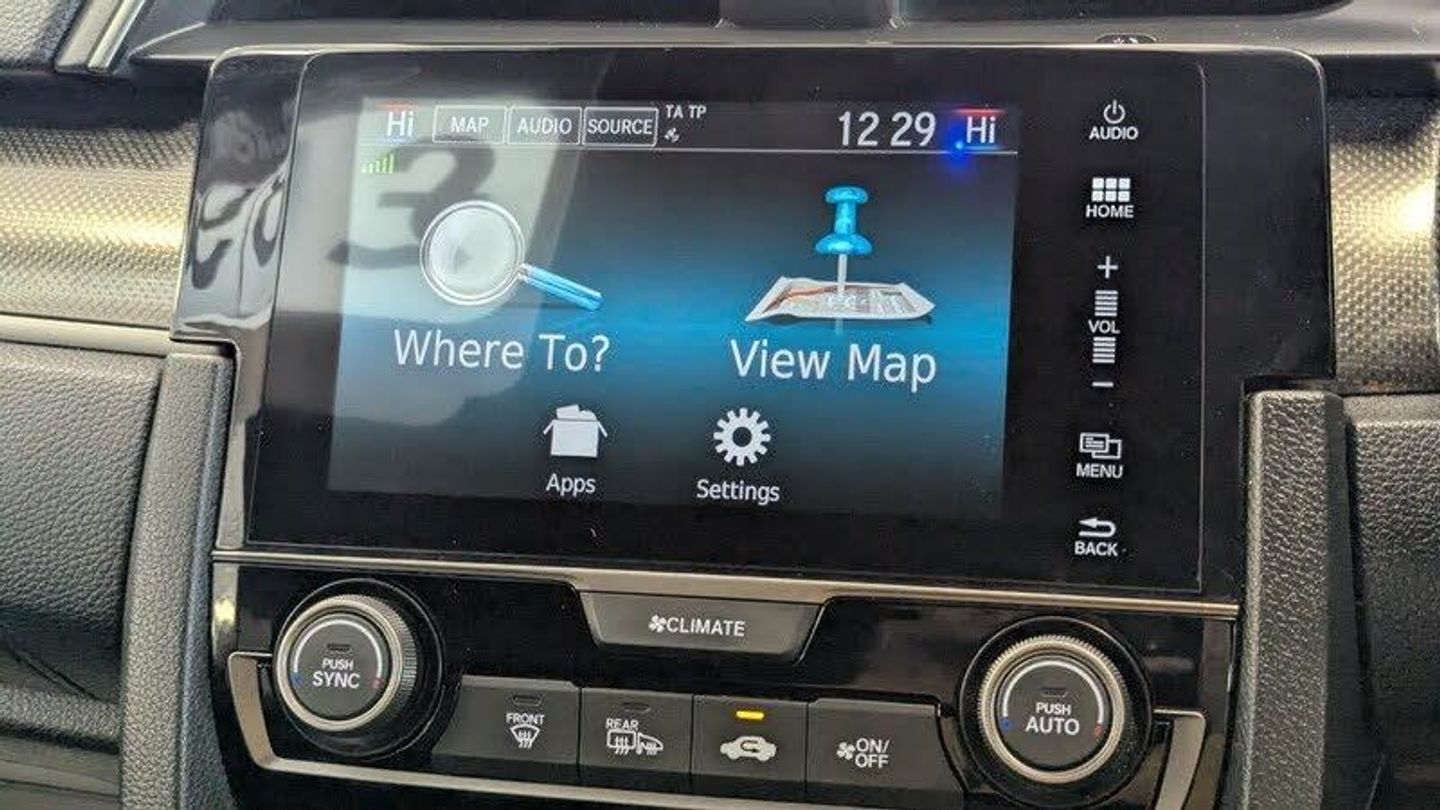 Hi MAP AUDIO SOURCE TA TP 12 29 Hi
AUDIO
HOME
3
Where To? View Map
+
VOL
−
Apps Settings
MENU
BACK
CLIMATE
PUSH
SYNC
FRONT
REAR
ON/
OFF
PUSH
AUTO